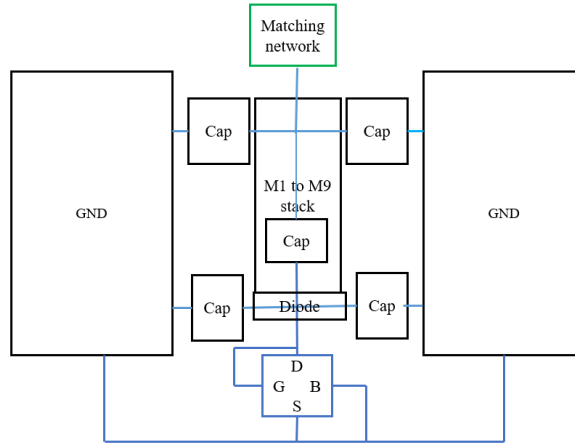 Matching
network
Cap
Cap
GND
M1 to M9
stack
GND
Cap
Cap
Diode
Cap
D
G B
S